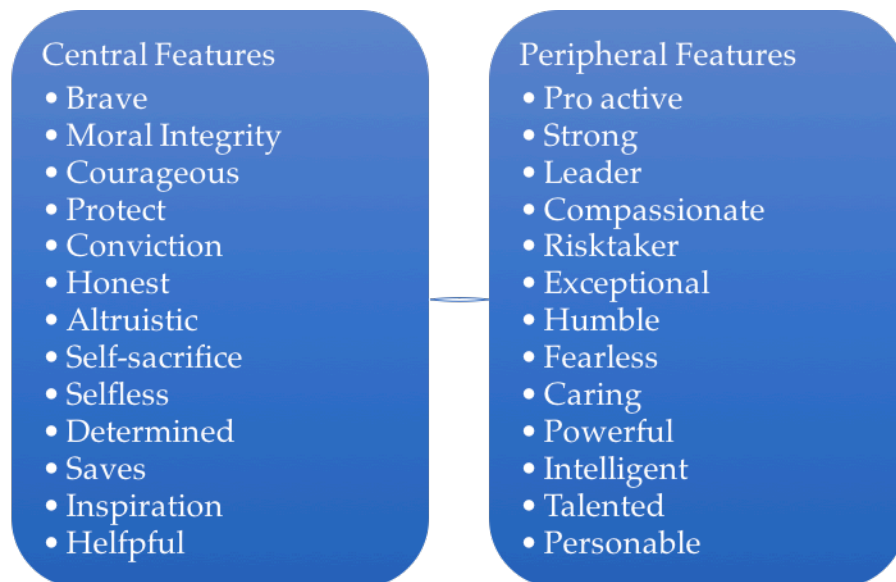 Central Features
• Brave
• Moral Integrity
• Courageous
• Protect
• Conviction
• Honest
• Altruistic
• Self-sacrifice
• Selfless
• Determined
• Saves
• Inspiration
• Helfpful
Peripheral Features
• Pro active
• Strong
• Leader
• Compassionate
• Risktaker
• Exceptional
• Humble
• Fearless
• Caring
• Powerful
• Intelligent
• Talented
• Personable